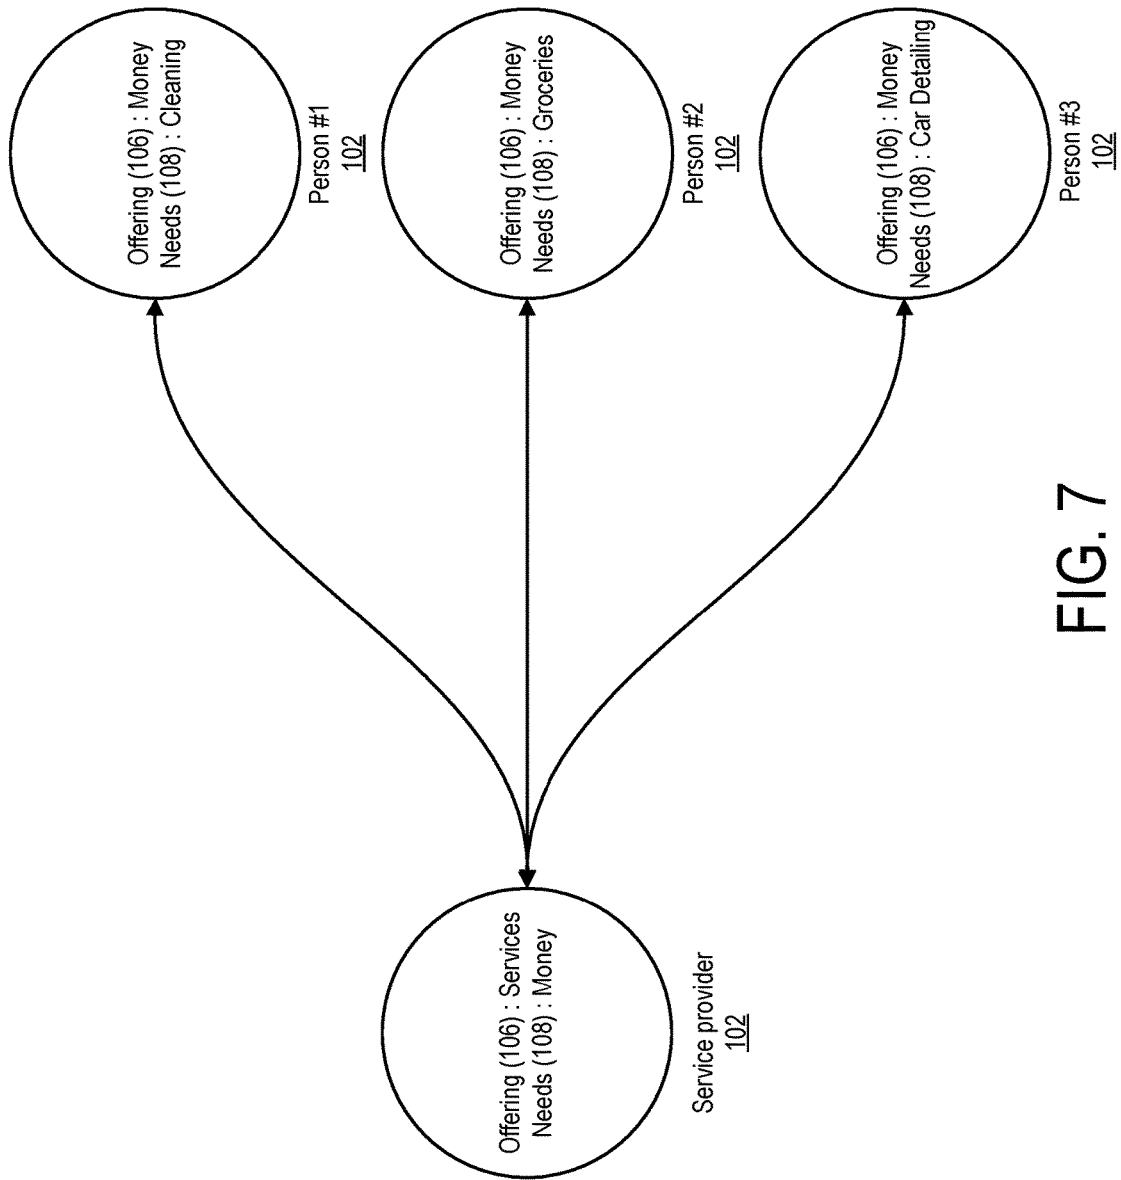 Offering (106) : Services
Needs (108) : Money
Service provider
102
Offering (106) : Money
Needs (108) : Cleaning
Person #1
102
Offering (106) : Money
Needs (108) : Groceries
Person #2
102
Offering (106) : Money
Needs (108) : Car Detailing
Person #3
102
FIG. 7